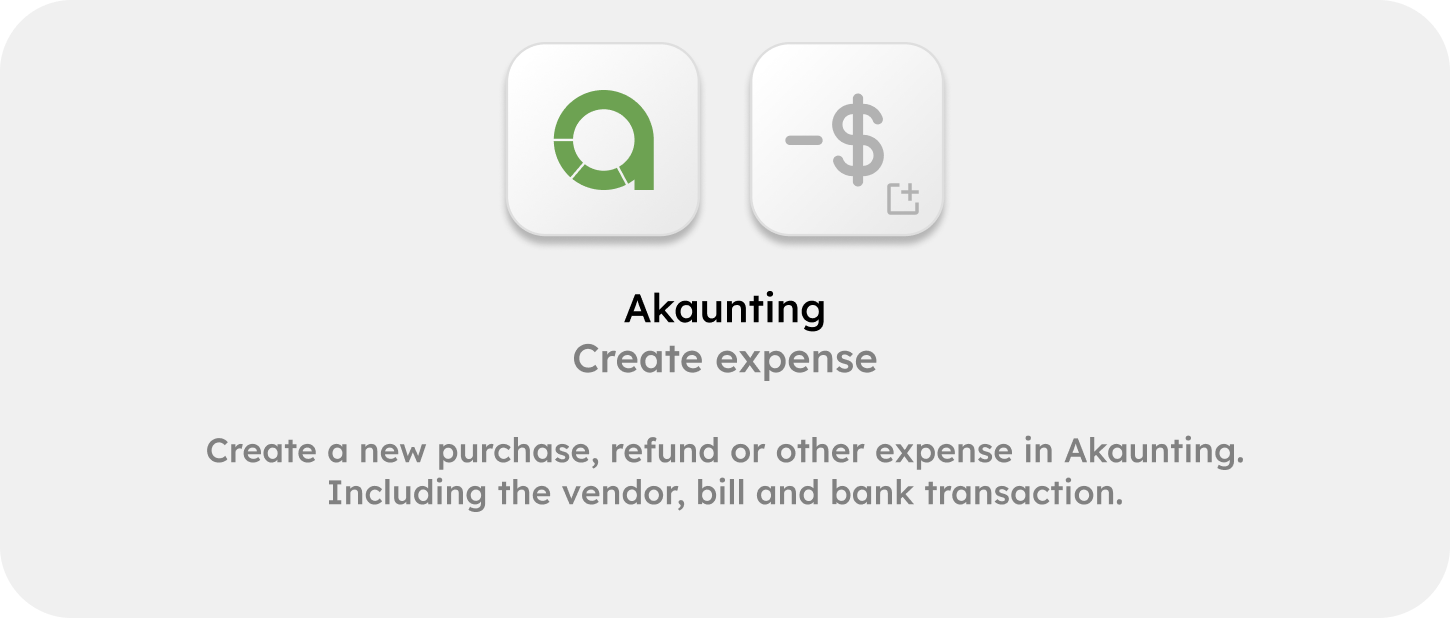 -$
Akaunting
Create expense
Create a new purchase, refund or other expense in Akaunting.
Including the vendor, bill and bank transaction.